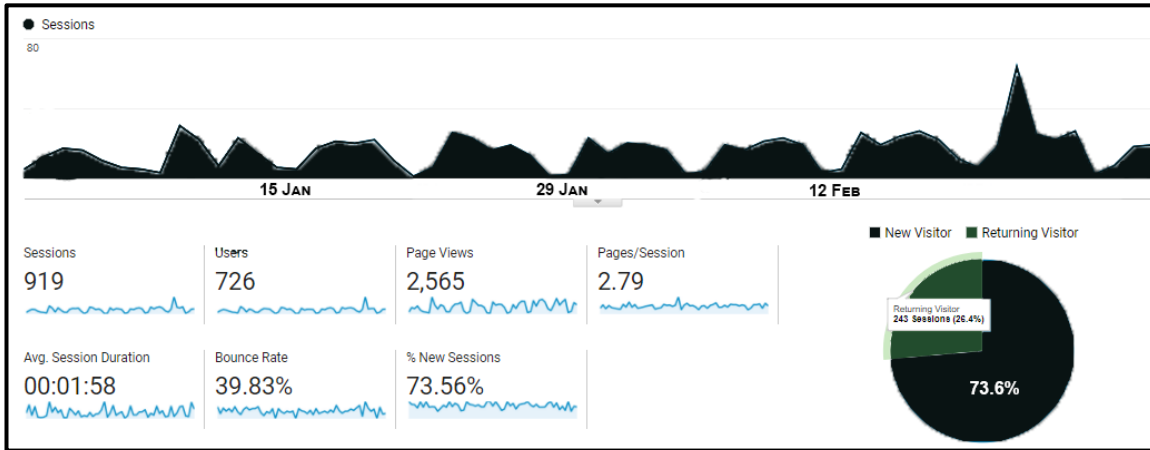 Sessions
80
15 JAN 29 JAN 12 FEB
New Visitor Returning Visitor
Sessions Users Page Views Pages/Session
919 726 2,565 2.79
Returning Visitor
243 Sessions (26.4%)
Avg. Session Duration Bounce Rate % New Sessions
00:01:58 39.83% 73.56%
73.6%